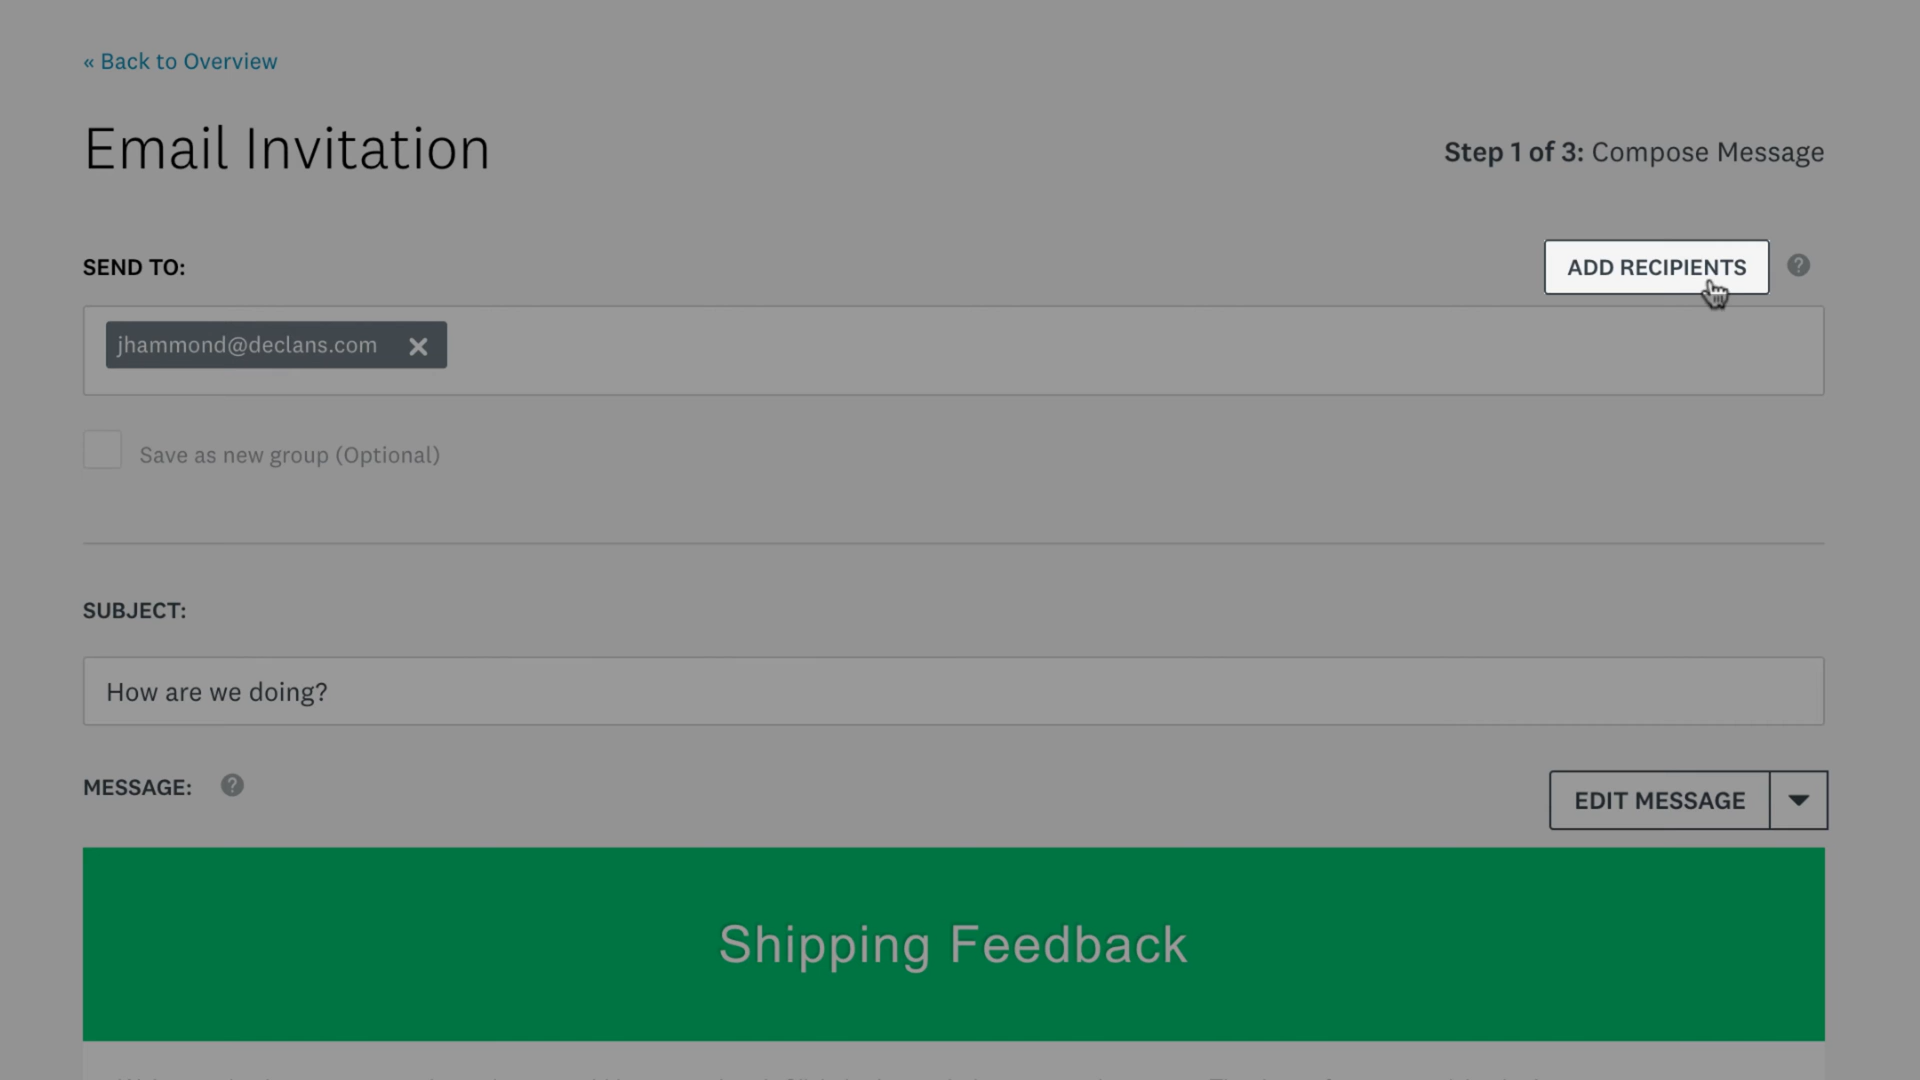 « Back to Overview
Email Invitation
Step 1 of 3: Compose Message
SEND TO:
ADD RECIPIENTS
?
jhammond@declans.com
Save as new group (Optional)
SUBJECT:
How are we doing?
MESSAGE:
?
EDIT MESSAGE
Shipping Feedback